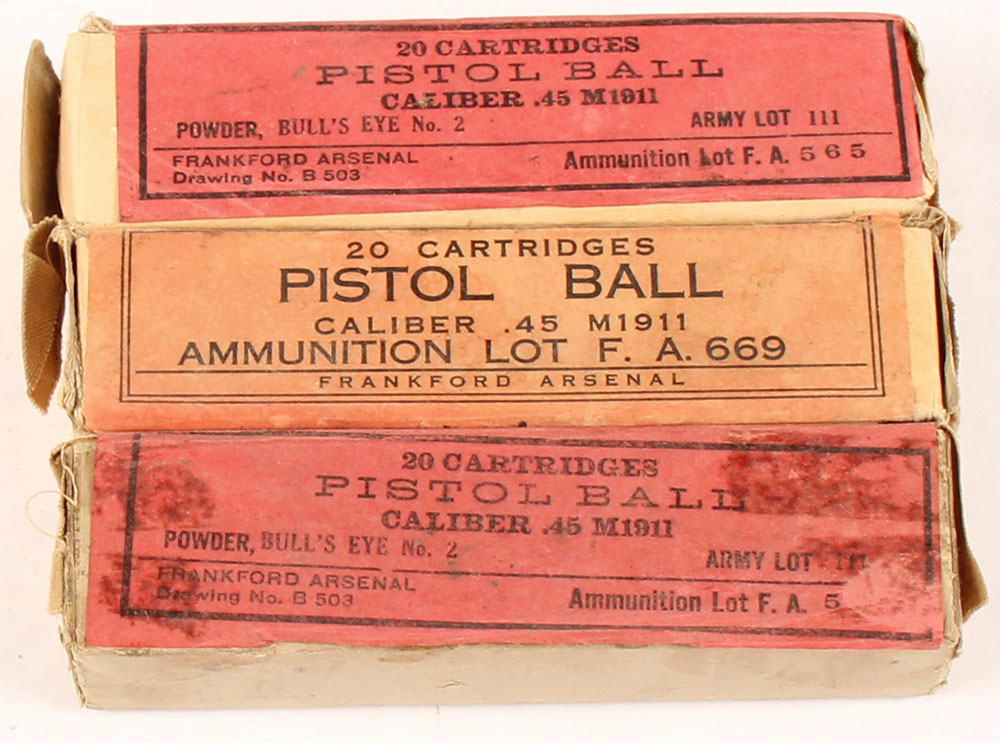 20 CARTRIDGES
PISTOL BALL
CALIBER .45 M1911
POWDER, BULL'S EYE No. 2 ARMY LOT 111
FRANKFORD ARSENAL
Drawing No. B 503 Ammunition Lot F. A. 565
20 CARTRIDGES
PISTOL BALL
CALIBER .45 M1911
AMMUNITION LOT F. A. 669
FRANKFORD ARSENAL
20 CARTRIDGES
PISTOL BALL
CALIBER .45 M1911
POWDER, BULL'S EYE No. 2 ARMY LOT 111
FRANKFORD ARSENAL
Drawing No. B 503 Ammunition Lot F. A. 5